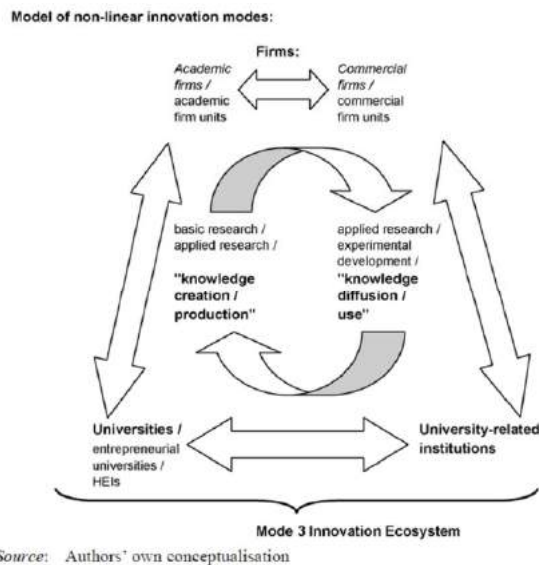 Model of non-linear innovation modes:
Firms:
Academic
firms /
academic
firm units
Commercial
firms /
commercial
firm units
basic research /
applied research /
"knowledge
creation /
production"
applied research /
experimental
development /
"knowledge
diffusion /
use"
Universities /
entrepreneurial
universities /
HEIs
University-related
institutions
Mode 3 Innovation Ecosystem
Source: Authors' own conceptualisation